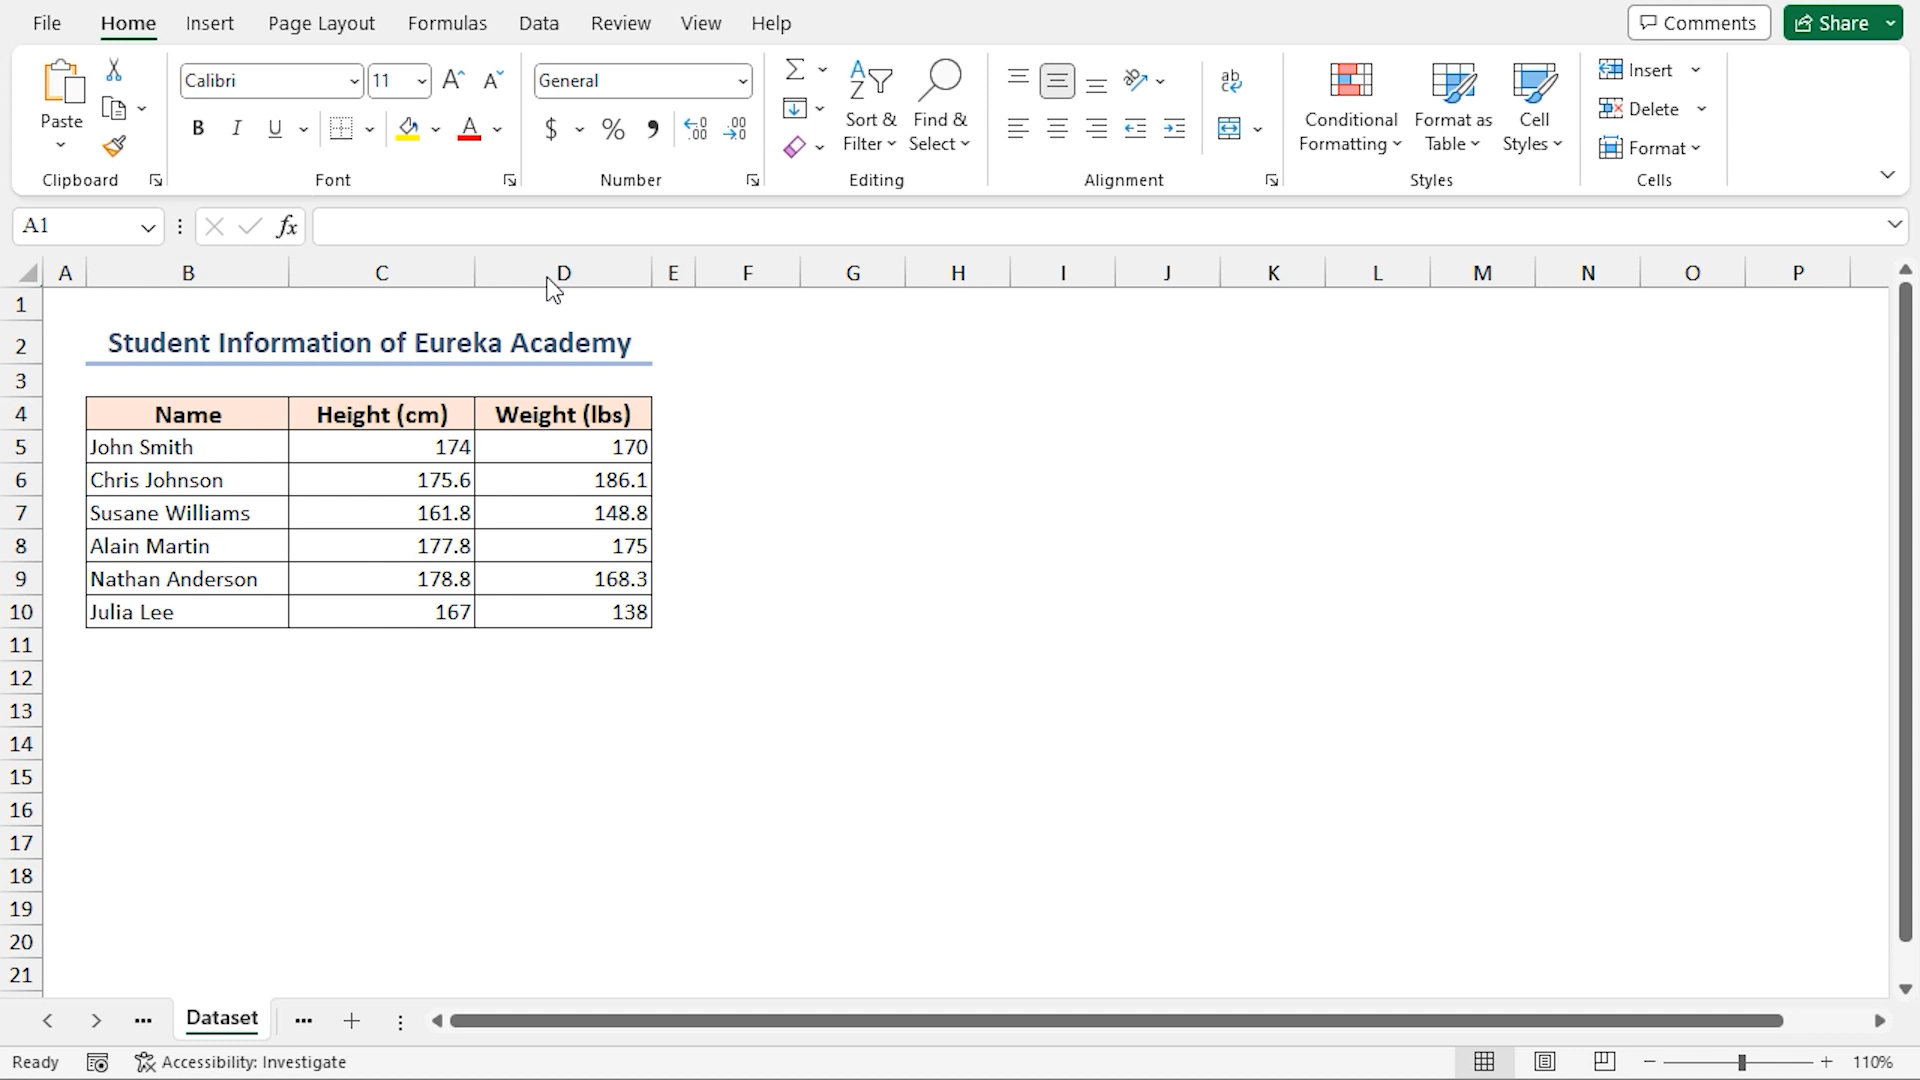 File Home Insert Page Layout Formulas Data Review View Help Comments Share
Calibri 11 General Insert
Paste Sort & Find & Conditional Format as Cell Delete
B I U $ % Filter Select Formatting Table Styles Format
Clipboard Font Number Editing Alignment Styles Cells
A1 fx
A B C D E F G H I J K L M N O P
1
2 Student Information of Eureka Academy
3
4 Name Height (cm) Weight (lbs)
5 John Smith 174 170
6 Chris Johnson 175.6 186.1
7 Susane Williams 161.8 148.8
8 Alain Martin 177.8 175
9 Nathan Anderson 178.8 168.3
10 Julia Lee 167 138
11
12
13
14
15
16
17
18
19
20
21
Dataset
Ready Accessibility: Investigate 110%